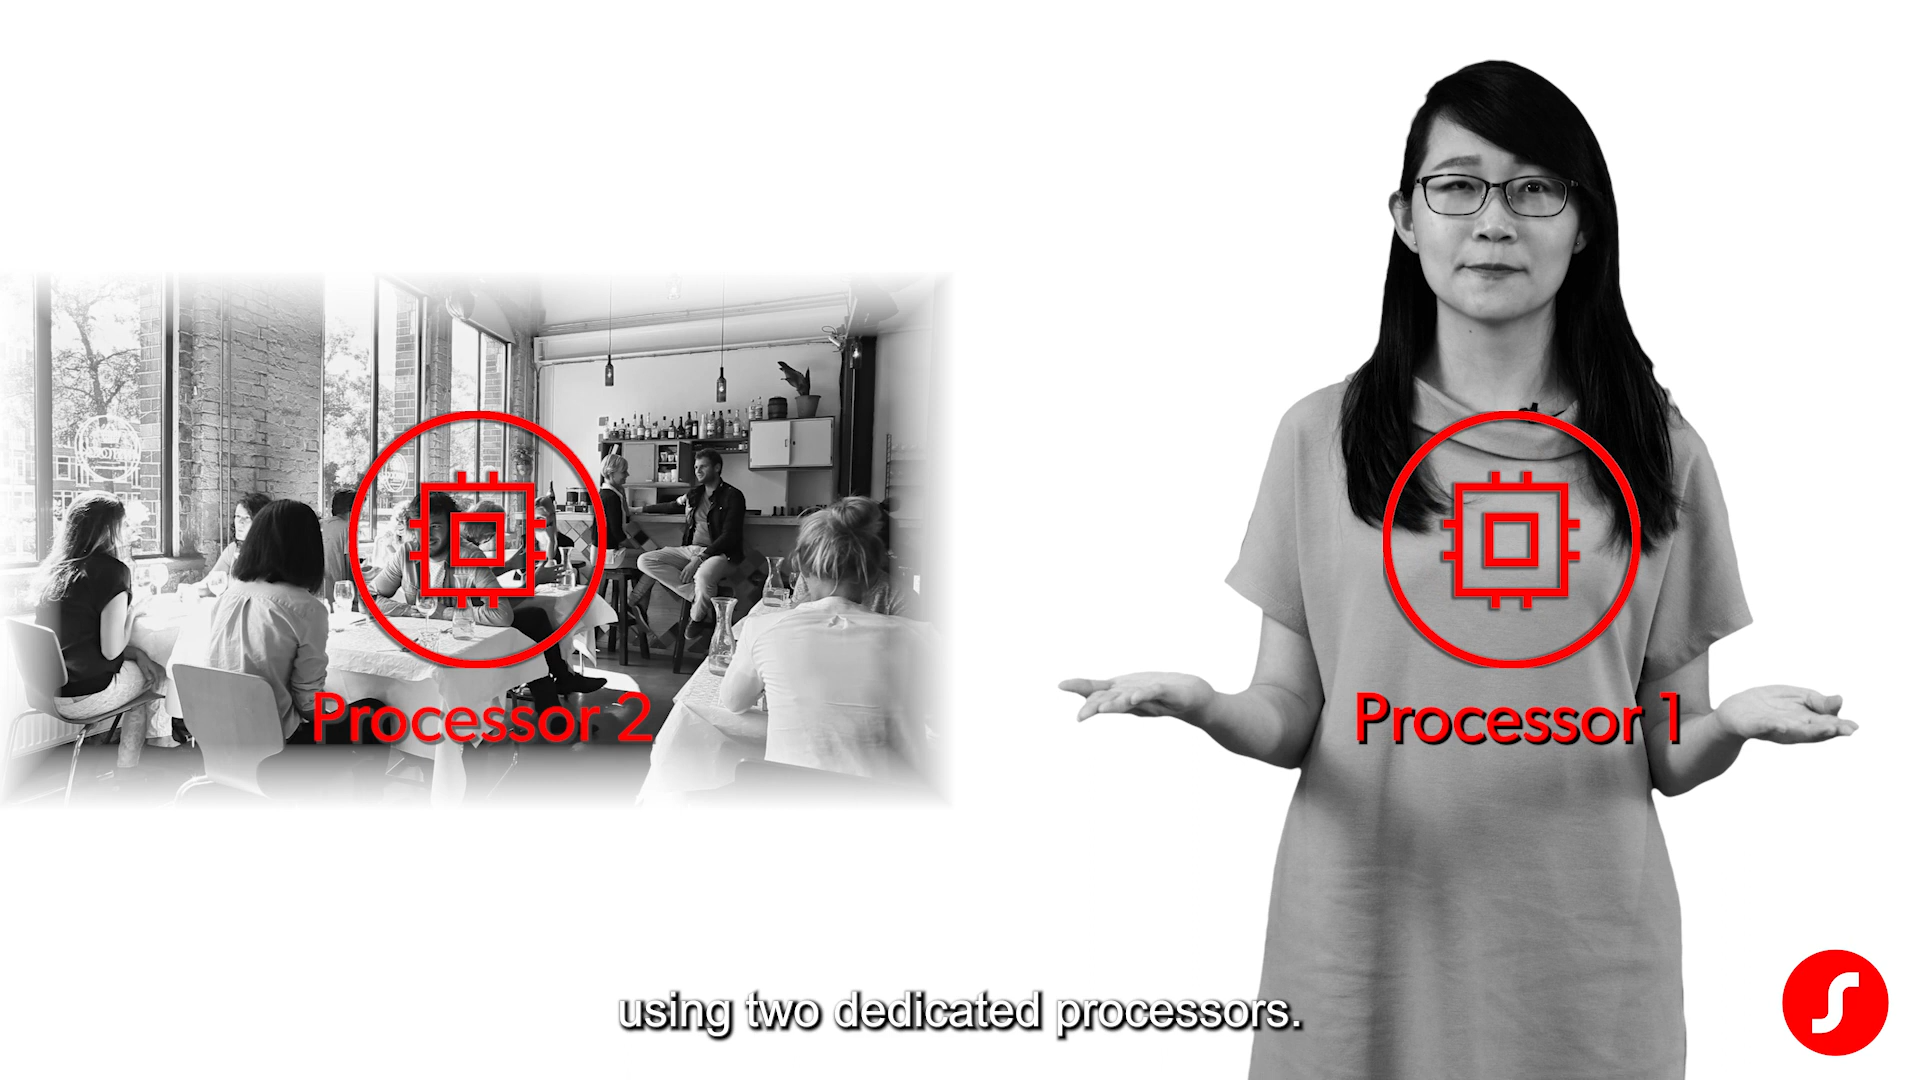 Processor 2
Processor 1
using two dedicated processors.